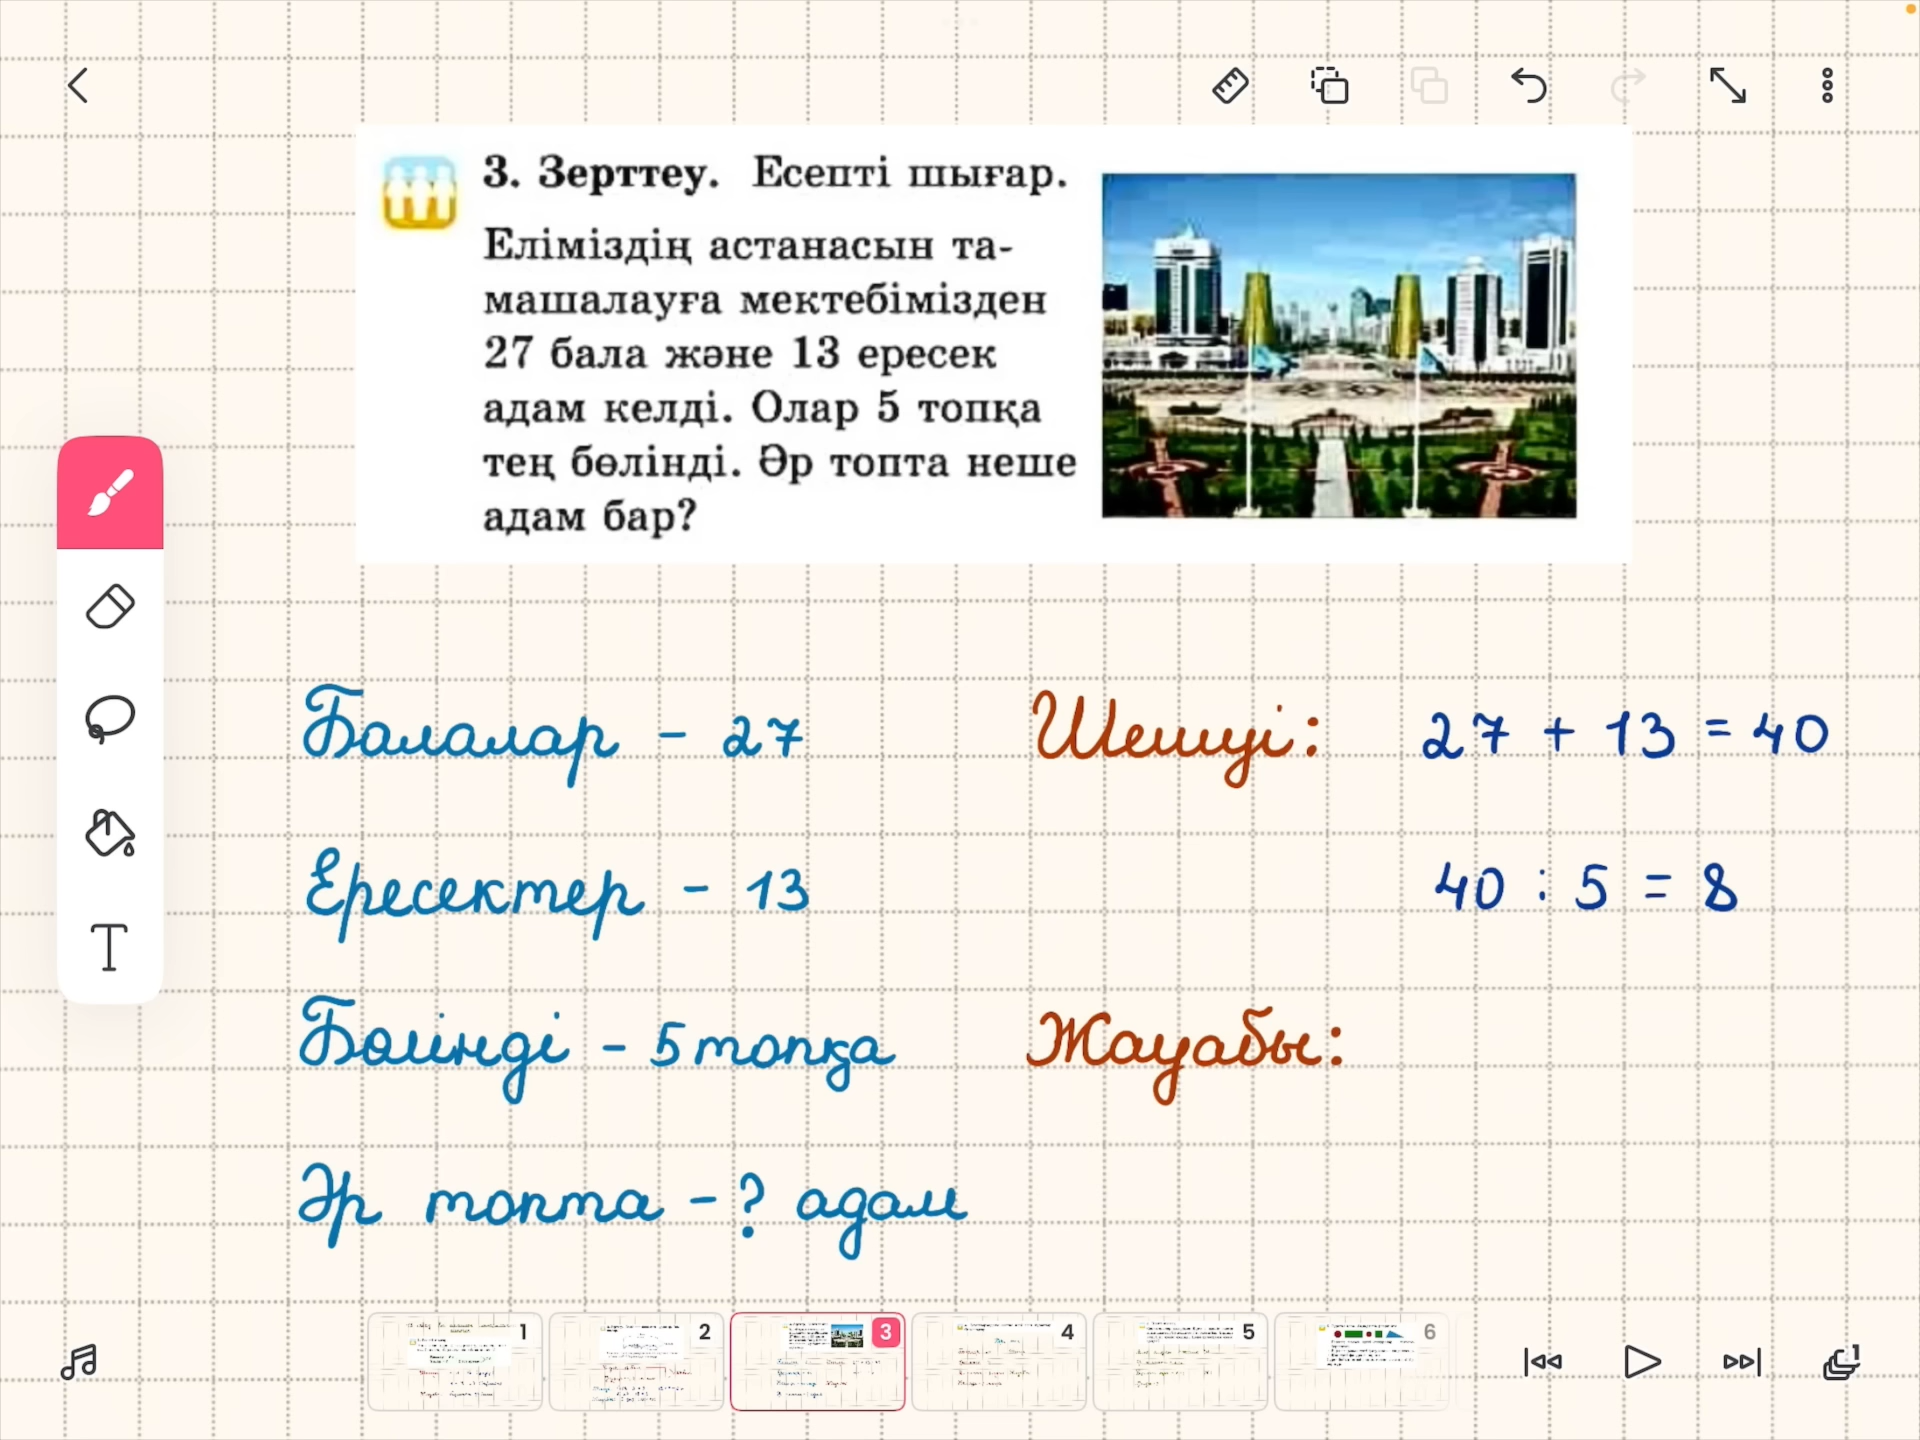 3. Зерттеу. Есепті шығар.
Еліміздің астанасын та-
машалауға мектебімізден
27 бала және 13 ересек
адам келді. Олар 5 топқа
тең бөлінді. Әр топта неше
адам бар?
Балалар - 27
Шешуі: 27 + 13 = 40
Ересектер - 13
40 : 5 = 8
Бөлінді - 5 топқа
Жауабы:
Әр топта - ? адам
T
1
2
3
4
5
6
1